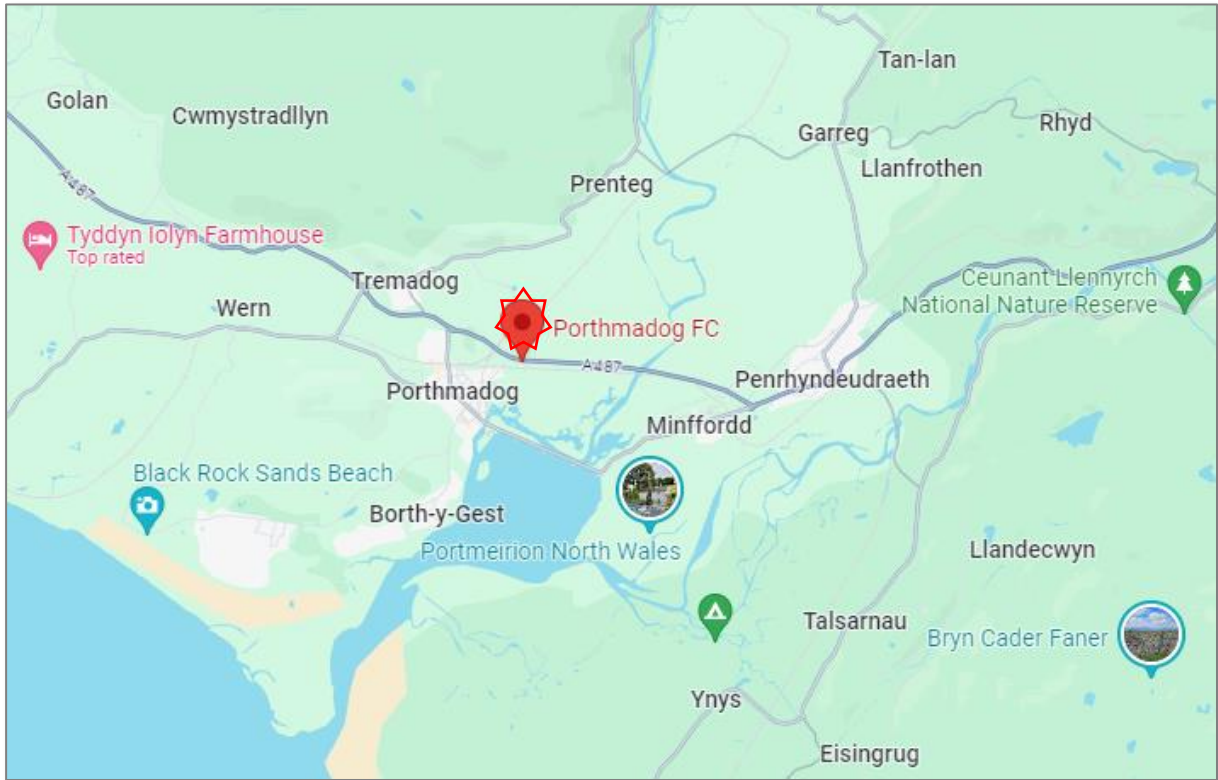 Tan-lan
Golan
Cwmystradllyn
Rhyd
Garreg
Llanfrothen
A487
Prenteg
Tyddyn Iolyn Farmhouse
Top rated
Tremadog
Ceunant Llennyrch
National Nature Reserve
Wern
Porthmadog FC
A487
Penrhyndeudraeth
Porthmadog
Minffordd
Black Rock Sands Beach
Borth-y-Gest
Portmeirion North Wales
Llandecwyn
Talsarnau
Bryn Cader Faner
Ynys
Eisingrug